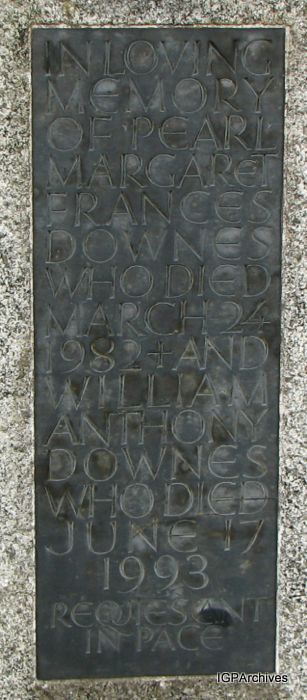 IN LOVING
MEMORY
OF PEARL
MARGARET
FRANCES
DOWNES
WHO DIED
MARCH 24
1982 + AND
WILLIAM
ANTHONY
DOWNES
WHO DIED
JUNE 17
1993
REQUIESCANT
IN PACE
IGPArchives